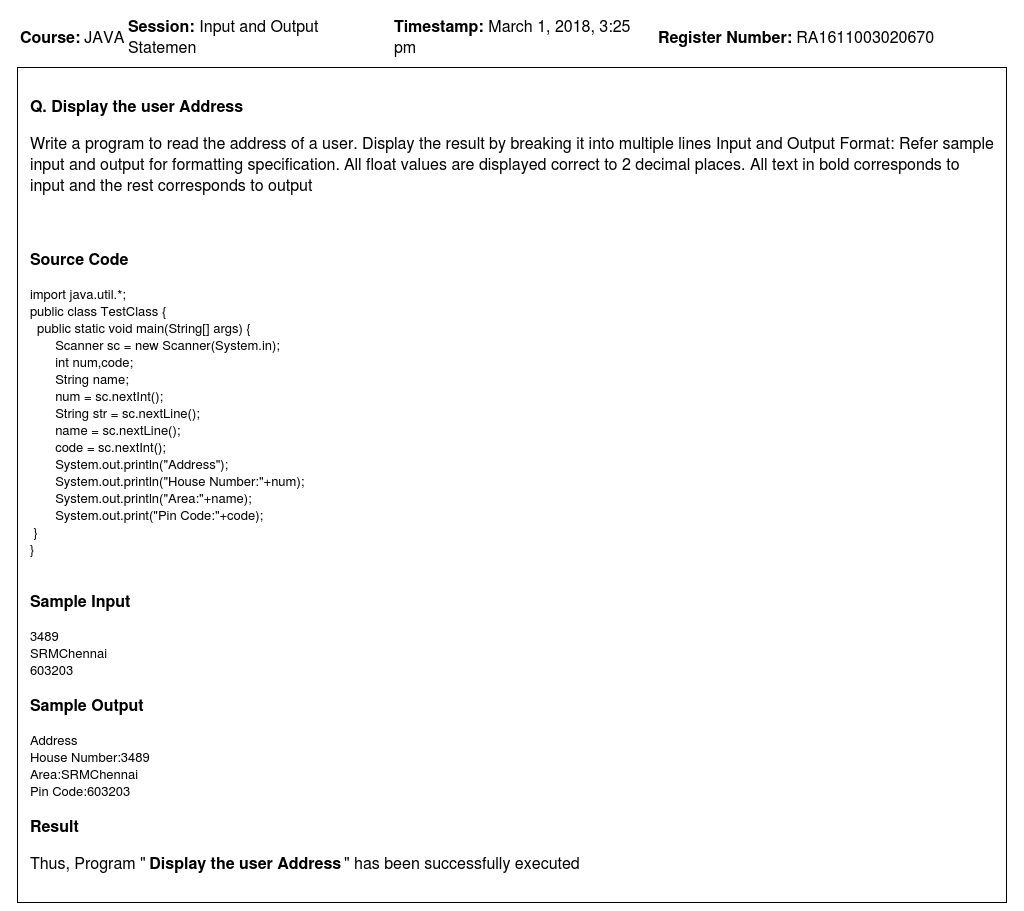 Course: JAVA Session: Input and Output Statemen Timestamp: March 1, 2018, 3:25 pm Register Number: RA1611003020670
Q. Display the user Address
Write a program to read the address of a user. Display the result by breaking it into multiple lines Input and Output Format: Refer sample
input and output for formatting specification. All float values are displayed correct to 2 decimal places. All text in bold corresponds to
input and the rest corresponds to output
Source Code
import java.util.*;
public class TestClass {
public static void main(String[] args) {
Scanner sc = new Scanner(System.in);
int num,code;
String name;
num = sc.nextInt();
String str = sc.nextLine();
name = sc.nextLine();
code = sc.nextInt();
System.out.println("Address");
System.out.println("House Number:"+num);
System.out.println("Area:"+name);
System.out.print("Pin Code:"+code);
}
}
Sample Input
3489
SRMChennai
603203
Sample Output
Address
House Number:3489
Area:SRMChennai
Pin Code:603203
Result
Thus, Program " Display the user Address " has been successfully executed